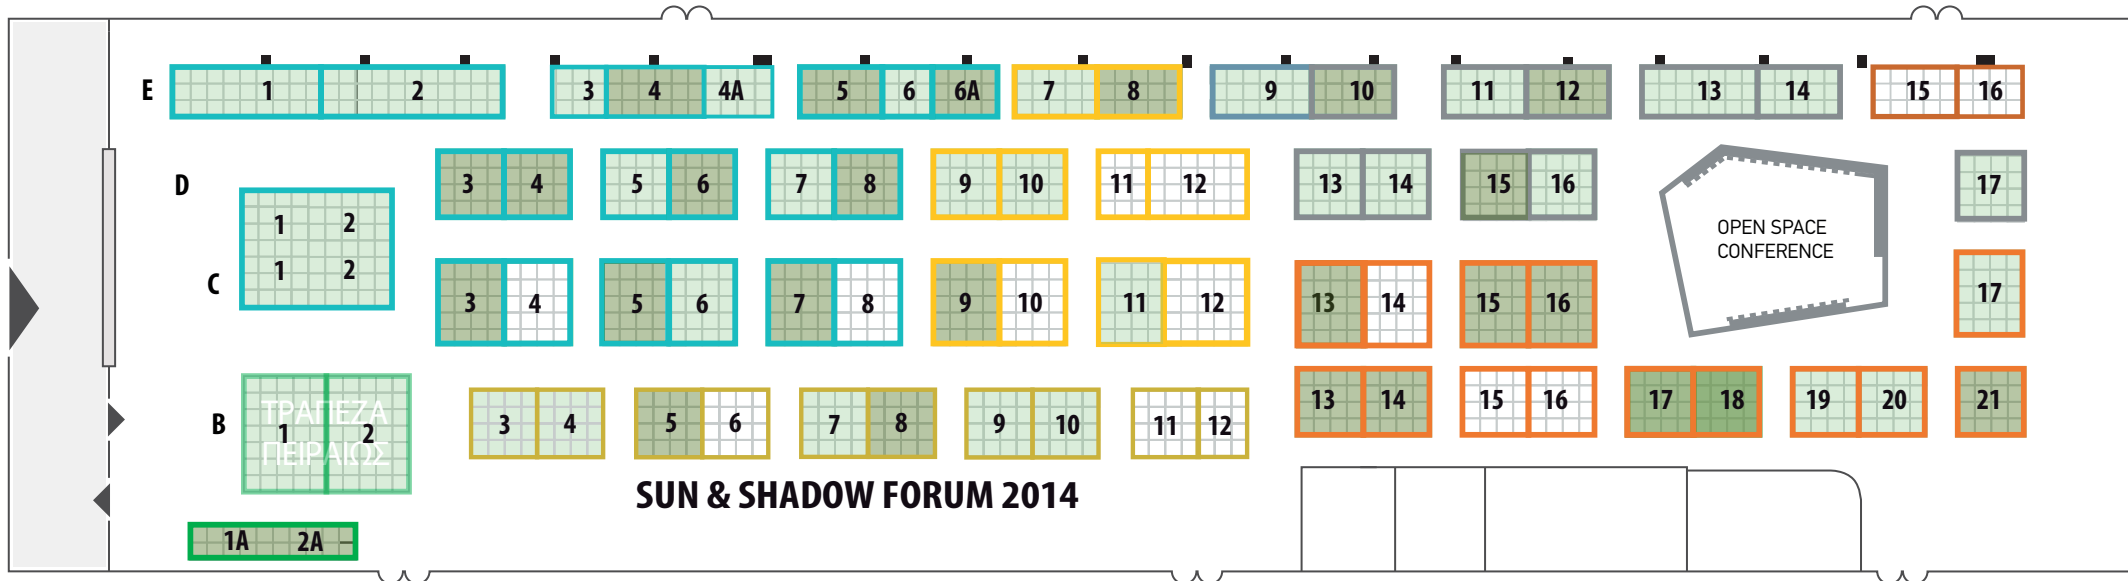 E 1 2 3 4 4A 5 6 6A 7 8 9 10 11 12 13 14 15 16
D 3 4 5 6 7 8 9 10 11 12 13 14 15 16 17
1 2
OPEN SPACE
CONFERENCE
1 2
C 3 4 5 6 7 8 9 10 11 12 13 14 15 16 17
B 3 4 5 6 7 8 9 10 11 12 13 14 15 16 17 18 19 20 21
ΤΡΑΠΕΖΑ
1 2
ΠΕΙΡΑΙΩΣ
SUN & SHADOW FORUM 2014
1A 2A